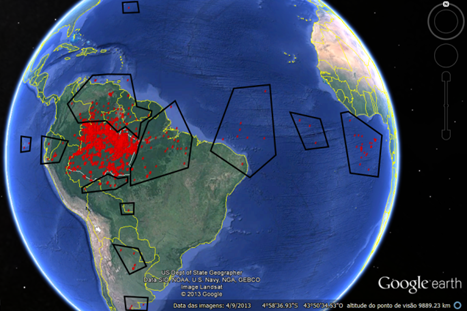 N
US Dept of State Geographer
Data SIO, NOAA, U.S. Navy, NGA, GEBCO
Image Landsat
© 2013 Google
Google earth
Data das imagens: 4/9/2013 4°58'36.93"S 43°50'34.63"O altitude do ponto de visão 9889.23 km